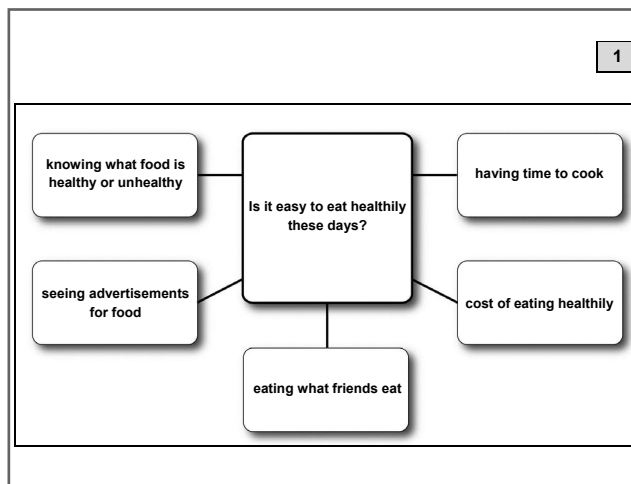 1
knowing what food is
healthy or unhealthy
Is it easy to eat healthily
these days?
having time to cook
seeing advertisements
for food
cost of eating healthily
eating what friends eat